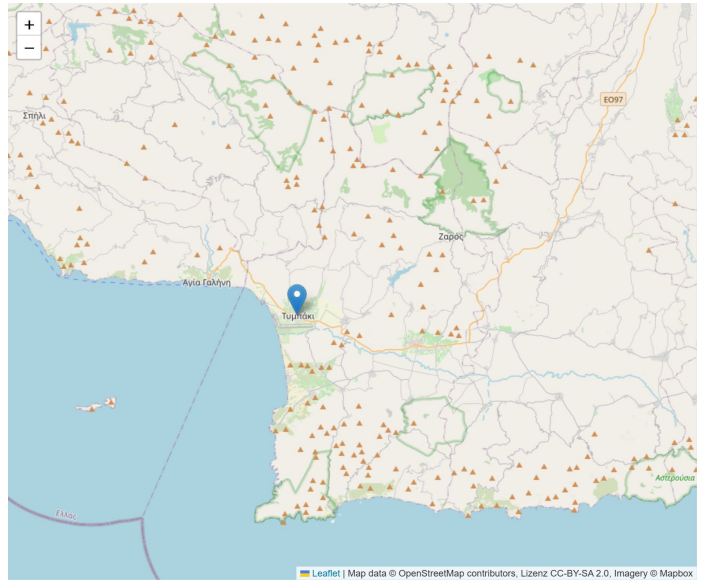 +
−
EO97
Σπήλι
Ζαρός
Αγία Γαλήνη
Τυμπάκι
Αστερούσια
Ελλας
Leaflet | Map data © OpenStreetMap contributors, Lizenz CC-BY-SA 2.0, Imagery © Mapbox